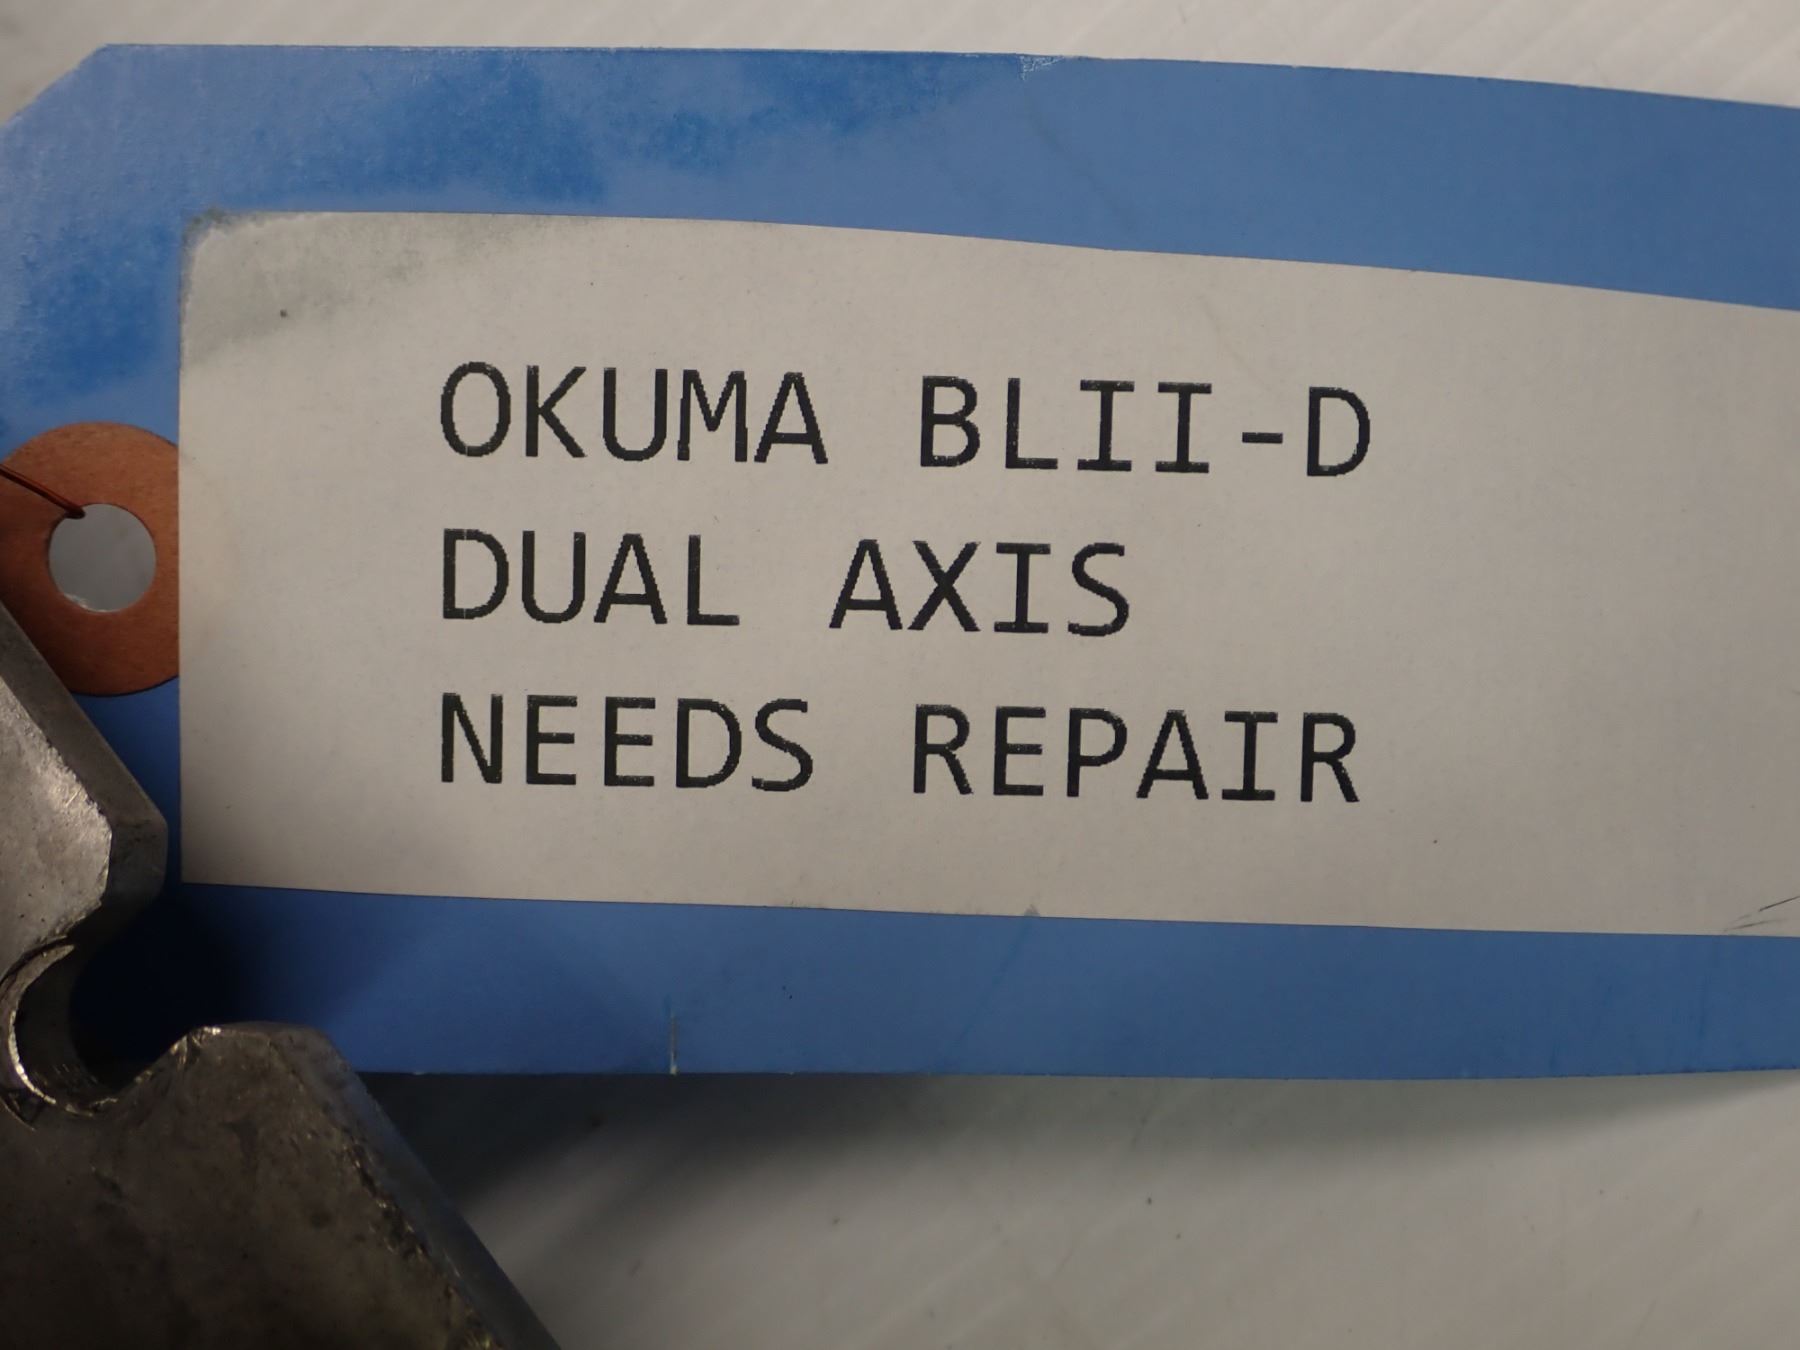 OKUMA BLII-D
DUAL AXIS
NEEDS REPAIR